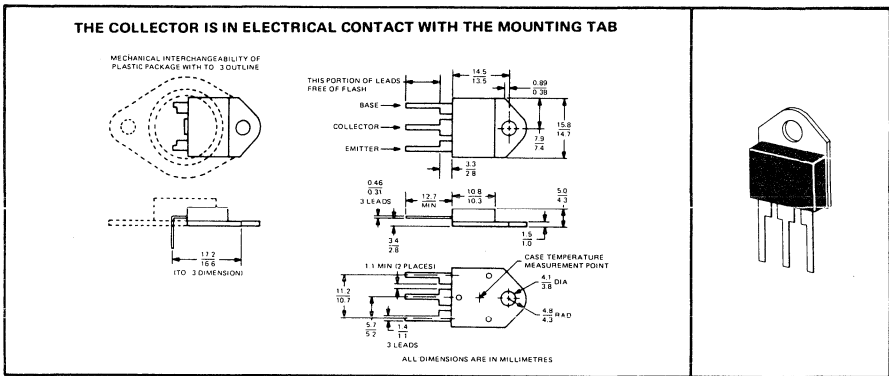 THE COLLECTOR IS IN ELECTRICAL CONTACT WITH THE MOUNTING TAB
MECHANICAL INTERCHANGEABILITY OF
PLASTIC PACKAGE WITH TO 3 OUTLINE
THIS PORTION OF LEADS
FREE OF FLASH
14.5
13.5
0.89
0.38
BASE
COLLECTOR
EMITTER
7.9
7.4
15.8
14.7
3.3
2.8
0.46
0.31
3 LEADS
12.7
MIN
10.8
10.3
5.0
4.3
3.4
2.8
1.5
1.0
17.2
16.6
(TO 3 DIMENSION)
1.1 MIN (2 PLACES)
CASE TEMPERATURE
MEASUREMENT POINT
4.1
3.8
DIA
11.2
10.7
4.8
4.3
RAD
5.7
5.2
1.4
1.1
3 LEADS
ALL DIMENSIONS ARE IN MILLIMETRES